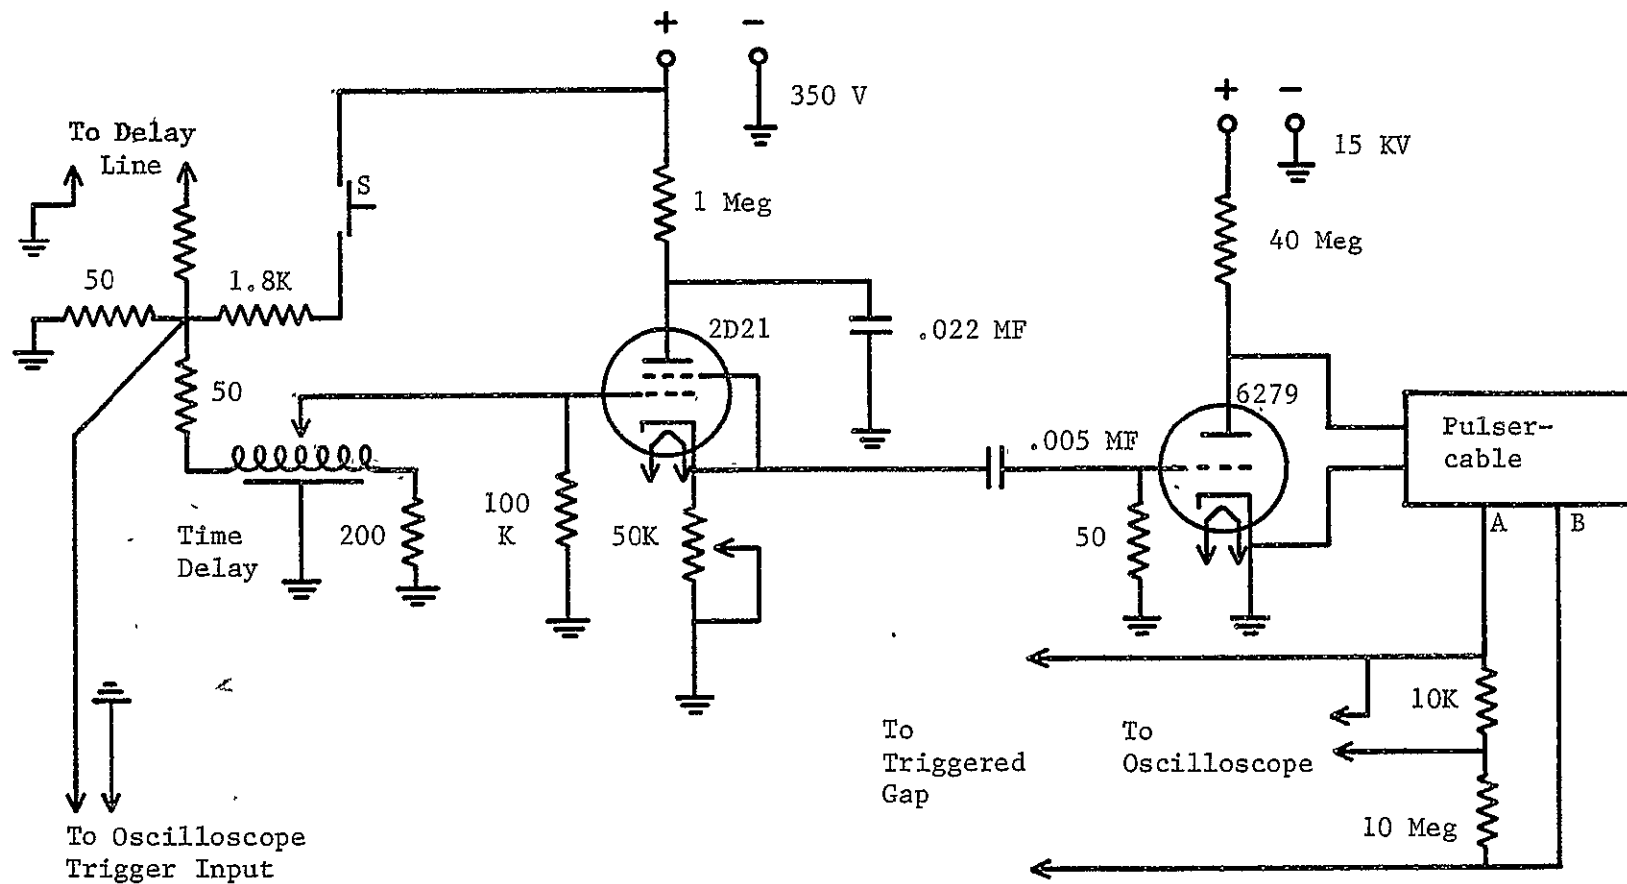 + -
350 V
+ -
15 KV
To Delay
Line
S
1 Meg
40 Meg
50
1.8K
2D21
.022 MF
50
6279
.005 MF
Pulser-
cable
100
K
50K
50
A
B
Time
Delay
200
10K
To
Triggered
Gap
To
Oscilloscope
10 Meg
To Oscilloscope
Trigger Input